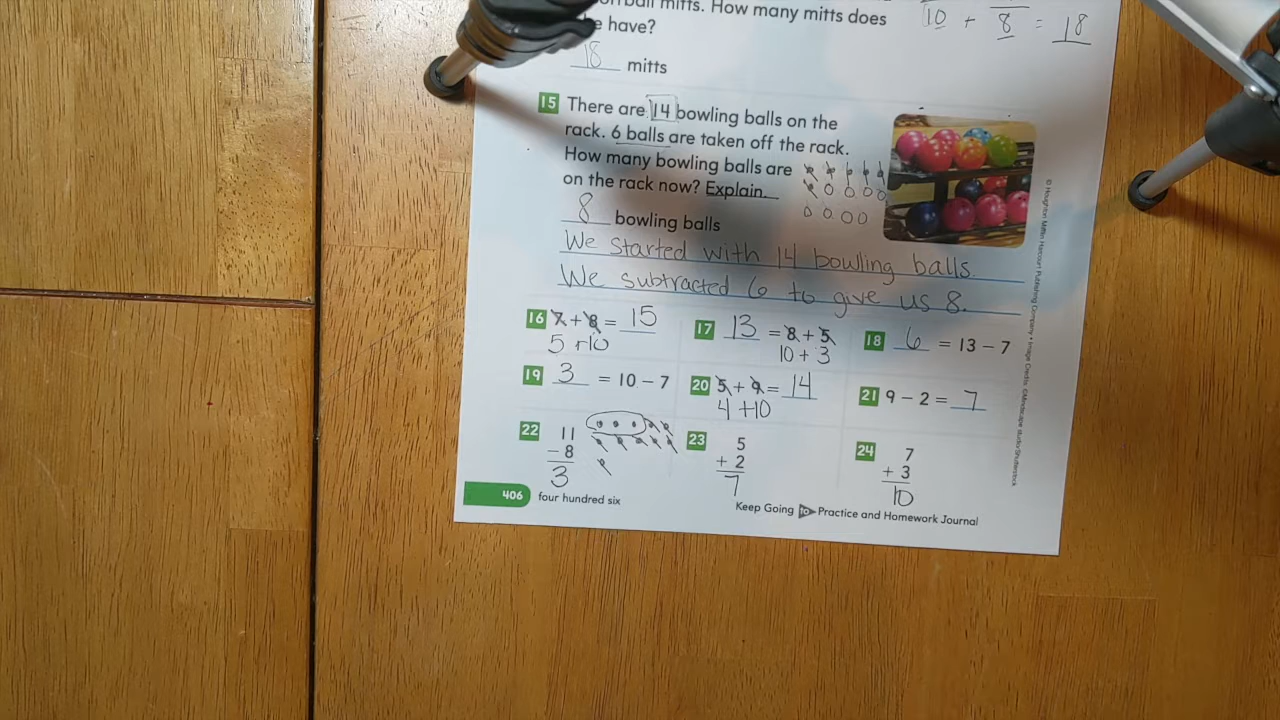 ball mitts. How many mitts does
have?
10 + 8 = 18
18 mitts
15 There are 14 bowling balls on the
rack. 6 balls are taken off the rack.
How many bowling balls are
on the rack now? Explain.
8 bowling balls
We started with 14 bowling balls.
We subtracted 6 to give us 8.
16 7 + 8 = 15
5 + 10
17 13 = 8 + 5
10 + 3
18 6 = 13 − 7
19 3 = 10 − 7
20 5 + 9 = 14
4 + 10
21 9 − 2 = 7
22 11
− 8
3
23 5
+ 2
7
24 7
+ 3
10
406 four hundred six
Keep Going to Practice and Homework Journal
© Houghton Mifflin Harcourt Publishing Company • Image Credits: